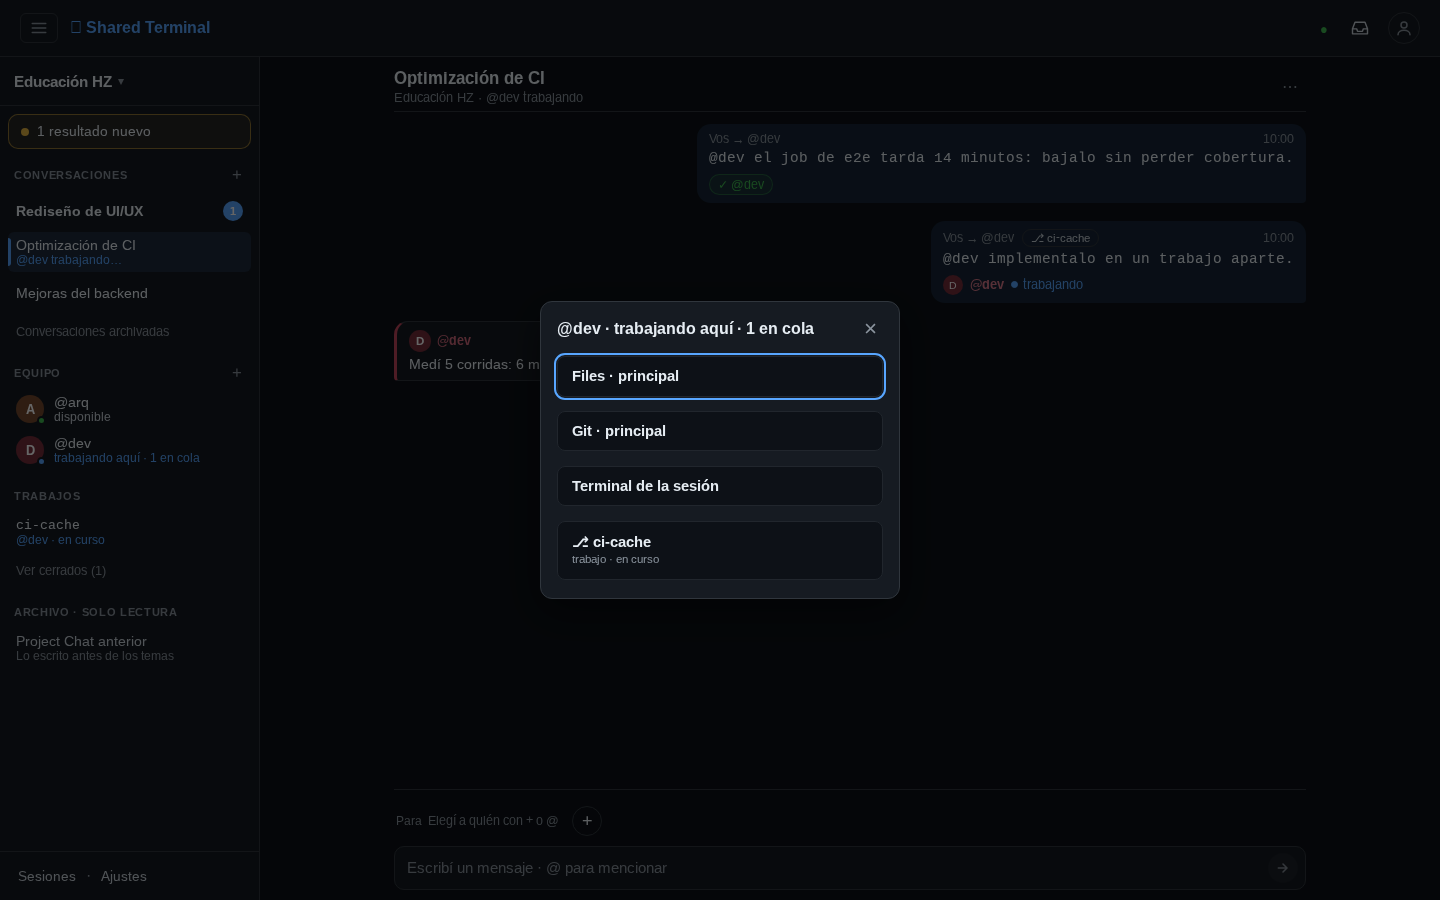 Shared Terminal
Educación HZ ▾
1 resultado nuevo
CONVERSACIONES +
Rediseño de UI/UX 1
Optimización de CI
@dev trabajando…
Mejoras del backend
Conversaciones archivadas
EQUIPO +
A @arq
disponible
D @dev
trabajando aquí · 1 en cola
TRABAJOS
ci-cache
@dev · en curso
Ver cerrados (1)
ARCHIVO · SOLO LECTURA
Project Chat anterior
Lo escrito antes de los temas
Sesiones · Ajustes
Optimización de CI
Educación HZ · @dev trabajando
…
Vos → @dev 10:00
@dev el job de e2e tarda 14 minutos: bajalo sin perder cobertura.
✓ @dev
Vos → @dev ⎇ ci-cache 10:00
@dev implementalo en un trabajo aparte.
D @dev trabajando
D @dev
Medí 5 corridas: 6 m
@dev · trabajando aquí · 1 en cola ✕
Files · principal
Git · principal
Terminal de la sesión
⎇ ci-cache
trabajo · en curso
Para Elegí a quién con + o @ +
Escribí un mensaje · @ para mencionar